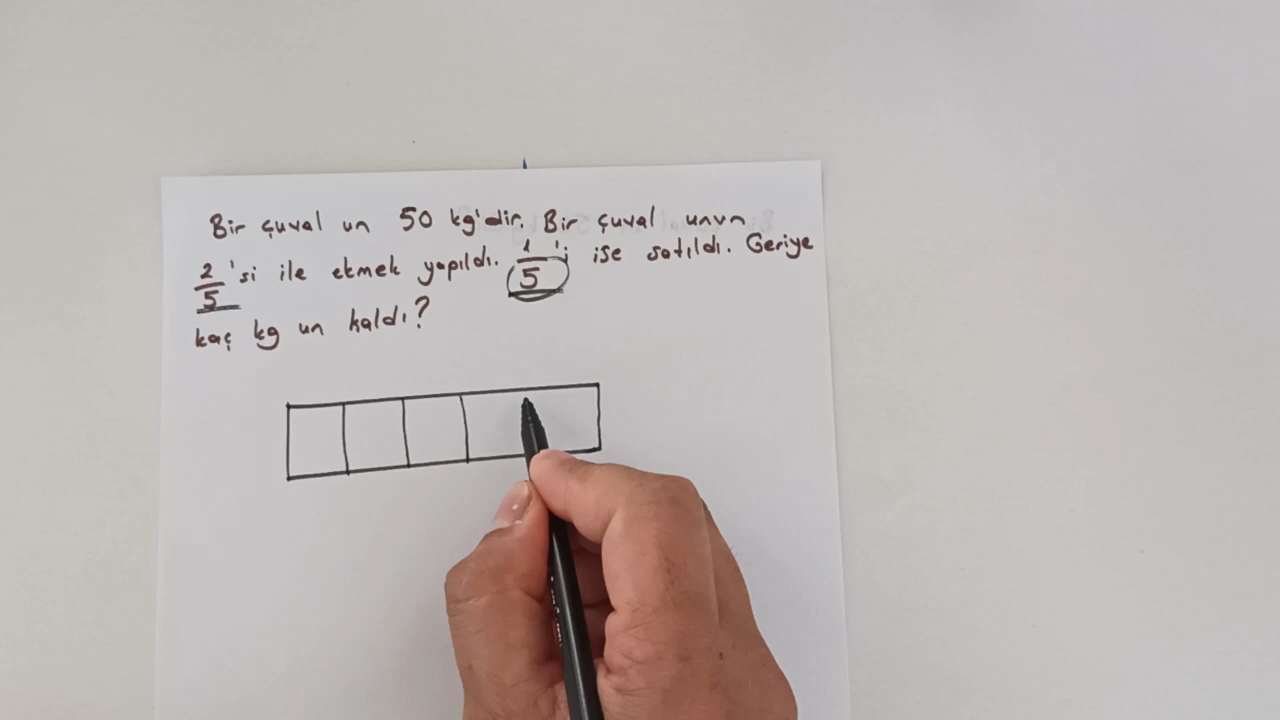 Bir çuval un 50 kg'dir. Bir çuval unun
2/5'si ile ekmek yapıldı. 1/5'i ise satıldı. Geriye
kaç kg un kaldı?